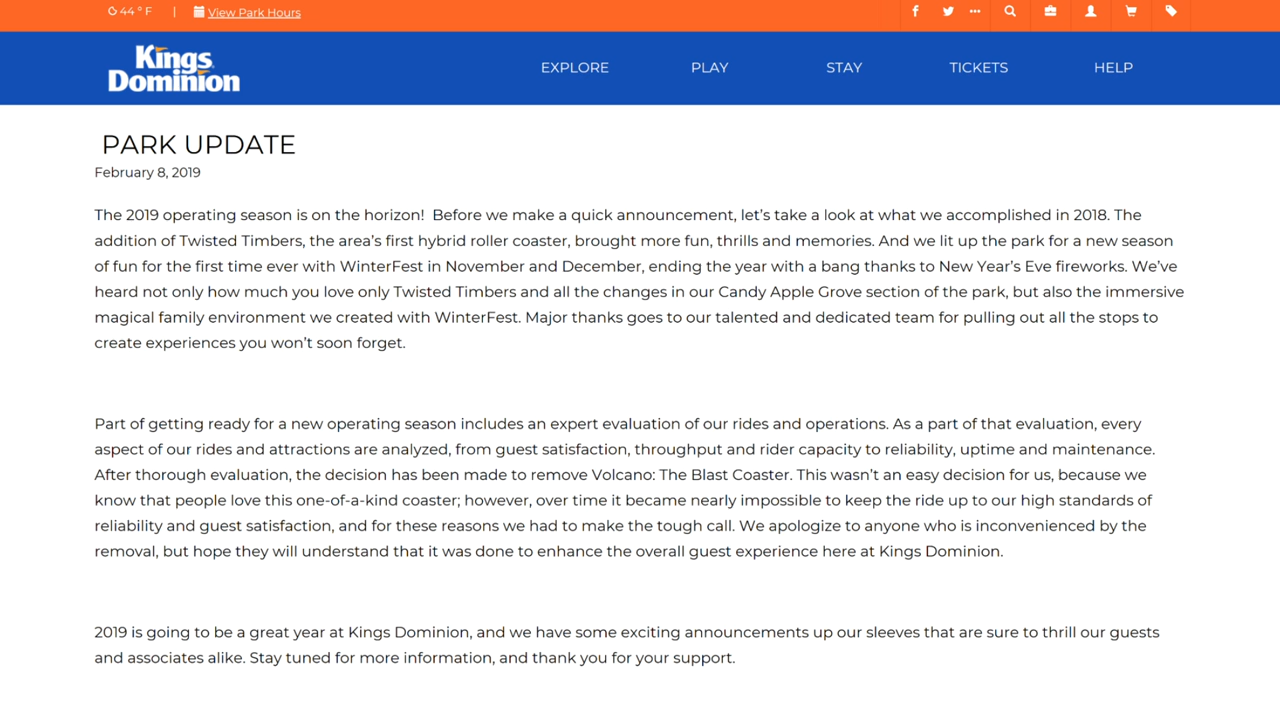 44 ° F | View Park Hours
Kings
Dominion
EXPLORE PLAY STAY TICKETS HELP
PARK UPDATE
February 8, 2019
The 2019 operating season is on the horizon!  Before we make a quick announcement, let’s take a look at what we accomplished in 2018. The
addition of Twisted Timbers, the area’s first hybrid roller coaster, brought more fun, thrills and memories. And we lit up the park for a new season
of fun for the first time ever with WinterFest in November and December, ending the year with a bang thanks to New Year’s Eve fireworks. We’ve
heard not only how much you love only Twisted Timbers and all the changes in our Candy Apple Grove section of the park, but also the immersive
magical family environment we created with WinterFest. Major thanks goes to our talented and dedicated team for pulling out all the stops to
create experiences you won’t soon forget.
Part of getting ready for a new operating season includes an expert evaluation of our rides and operations. As a part of that evaluation, every
aspect of our rides and attractions are analyzed, from guest satisfaction, throughput and rider capacity to reliability, uptime and maintenance.
After thorough evaluation, the decision has been made to remove Volcano: The Blast Coaster. This wasn’t an easy decision for us, because we
know that people love this one-of-a-kind coaster; however, over time it became nearly impossible to keep the ride up to our high standards of
reliability and guest satisfaction, and for these reasons we had to make the tough call. We apologize to anyone who is inconvenienced by the
removal, but hope they will understand that it was done to enhance the overall guest experience here at Kings Dominion.
2019 is going to be a great year at Kings Dominion, and we have some exciting announcements up our sleeves that are sure to thrill our guests
and associates alike. Stay tuned for more information, and thank you for your support.